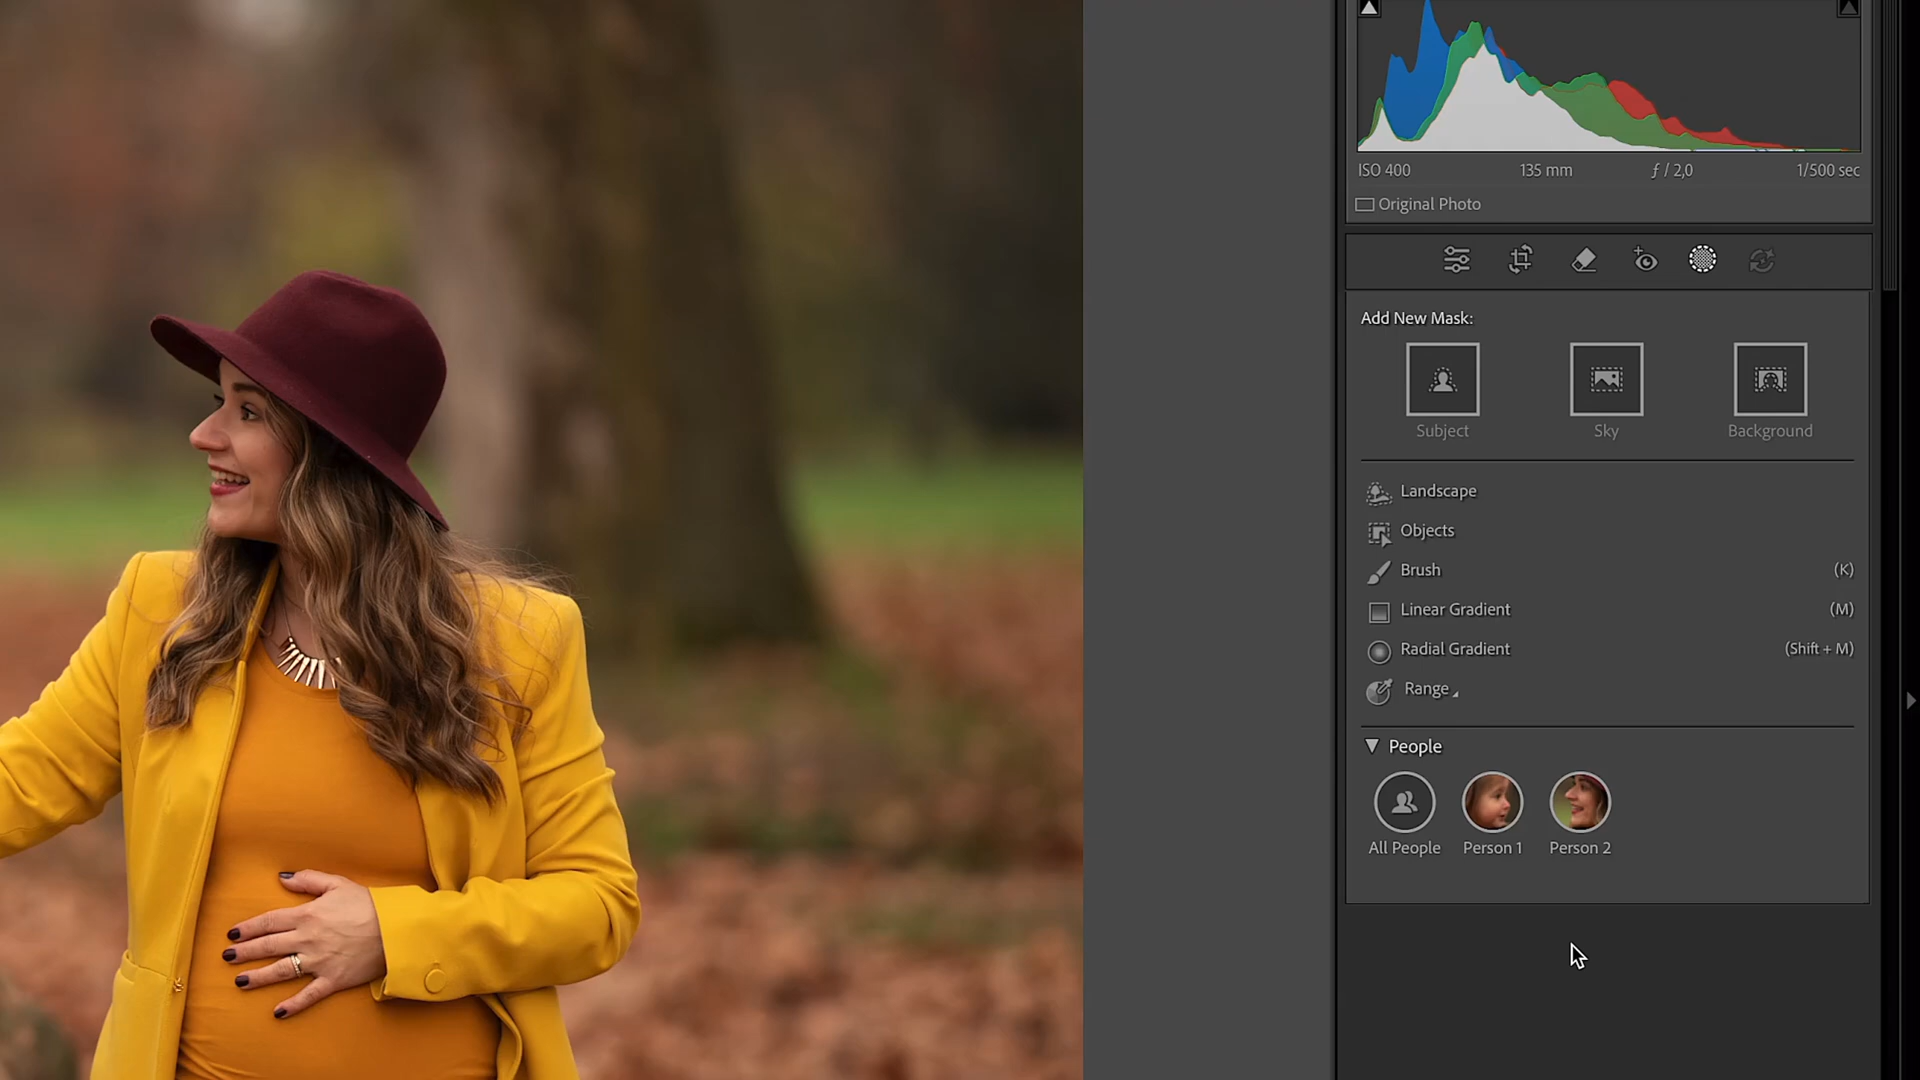 ISO 400 135 mm ƒ / 2,0 1/500 sec
Original Photo
Add New Mask:
Subject Sky Background
Landscape
Objects
Brush (K)
Linear Gradient (M)
Radial Gradient (Shift + M)
Range
People
All People Person 1 Person 2